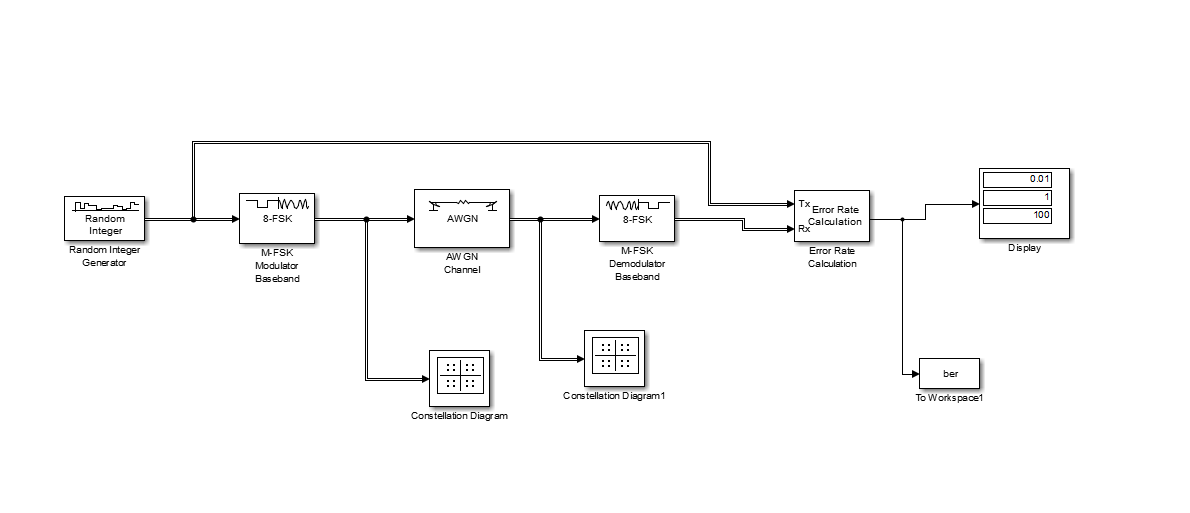 Random
Integer
Random Integer
Generator
8-FSK
M-FSK
Modulator
Baseband
AWGN
AWGN
Channel
8-FSK
M-FSK
Demodulator
Baseband
Tx
Rx
Error Rate
Calculation
Error Rate
Calculation
0.01
1
100
Display
Constellation Diagram
Constellation Diagram1
ber
To Workspace1